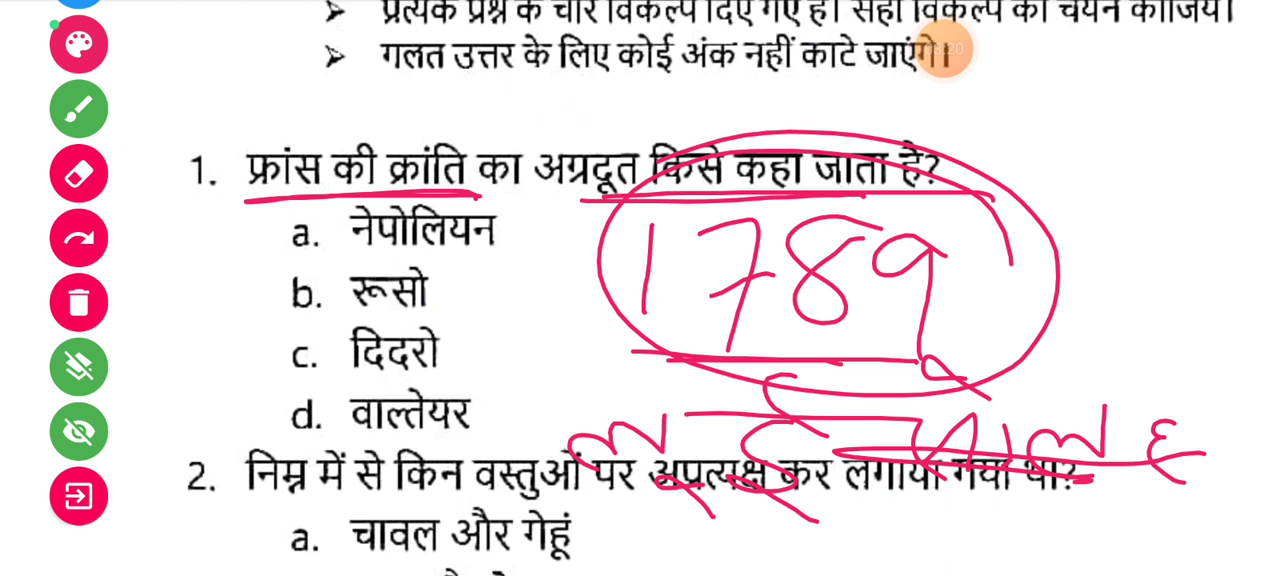 ➢ प्रत्येक प्रश्न के चार विकल्प दिए गए है। सही विकल्प का चयन कीजिये।
➢ गलत उत्तर के लिए कोई अंक नहीं काटे जाएंगे।
1. फ्रांस की क्रांति का अग्रदूत किसे कहा जाता है?
a. नेपोलियन
1789
b. रूसो
c. दिदरो
d. वाल्तेयर
2. निम्न में से किन वस्तुओं पर अप्रत्यक्ष कर लगाया गया था?
a. चावल और गेहूं